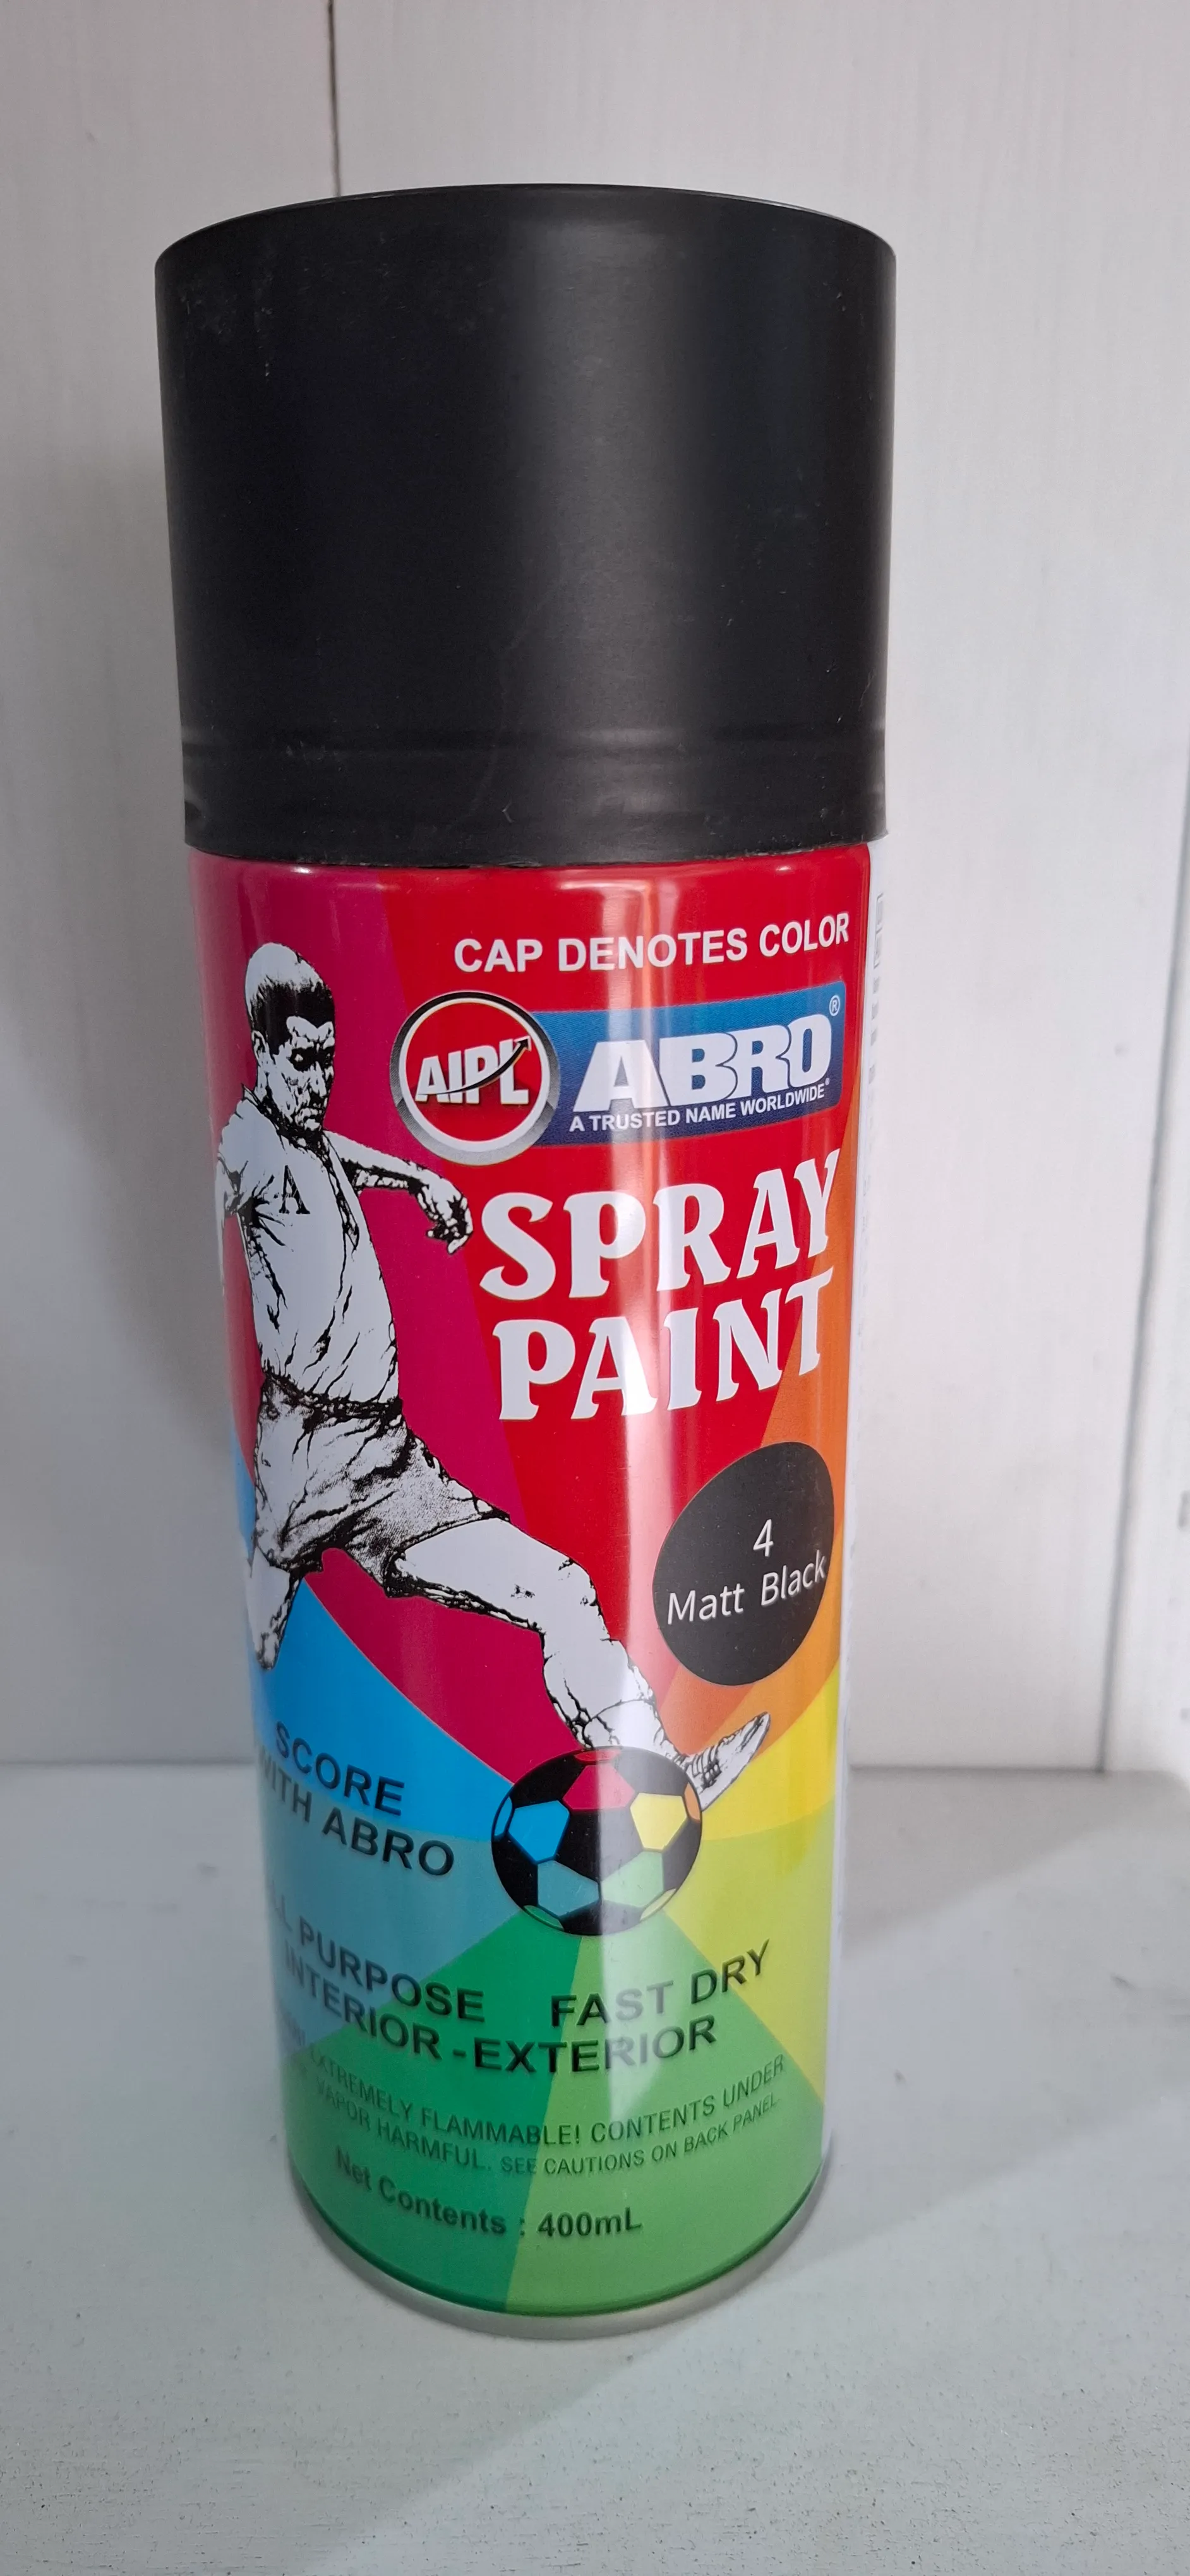 CAP DENOTES COLOR
AIPL
ABRO®
A TRUSTED NAME WORLDWIDE®
A
SPRAY
PAINT
4
Matt Black
SCORE
WITH ABRO
PURPOSE FAST DRY
INTERIOR-EXTERIOR
EXTREMELY FLAMMABLE! CONTENTS UNDER
VAPOR HARMFUL. SEE CAUTIONS ON BACK PANEL.
Net Contents : 400mL